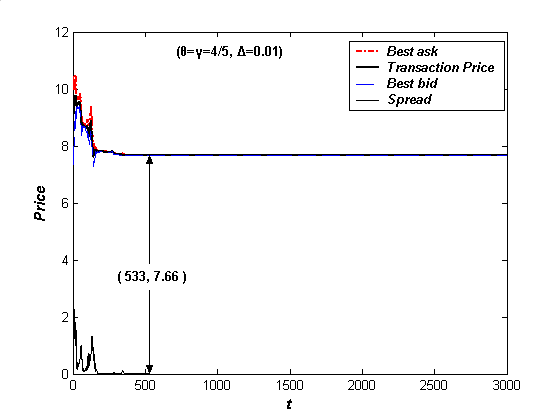 (θ=γ=4/5, Δ=0.01)
Best ask
Transaction Price
Best bid
Spread
12
10
8
6
4
2
0
Price
( 533, 7.66 )
0 500 1000 1500 2000 2500 3000
t